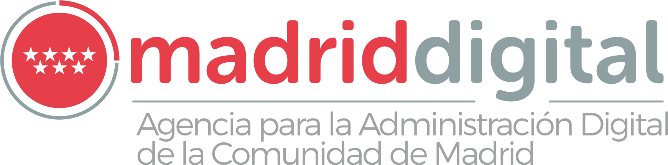 madriddigital
Agencia para la Administración Digital
de la Comunidad de Madrid